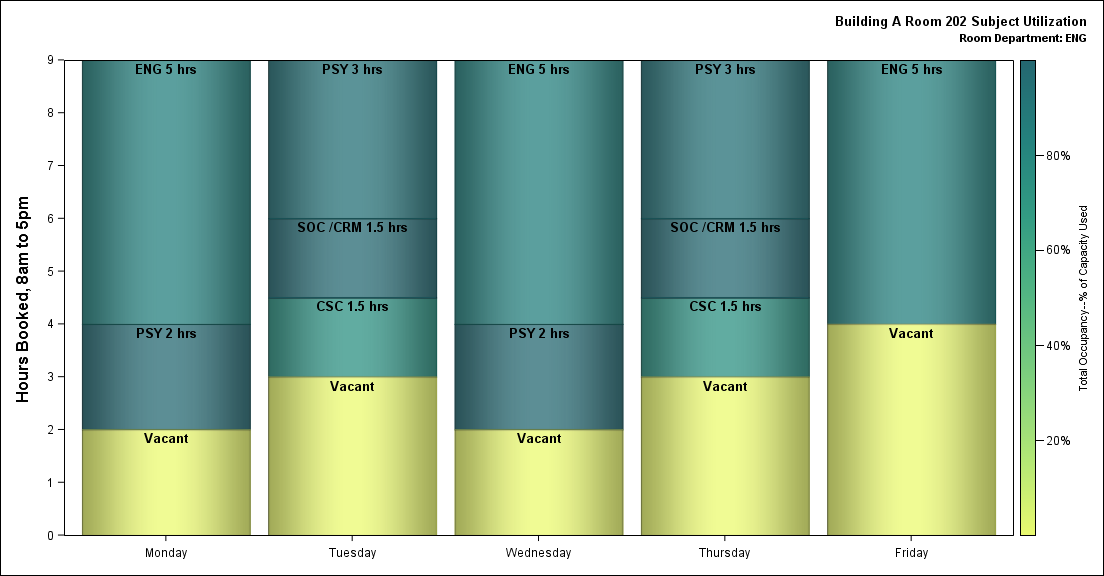 Building A Room 202 Subject Utilization
Room Department: ENG
Hours Booked, 8am to 5pm
9
8
7
6
5
4
3
2
1
0
ENG 5 hrs
PSY 2 hrs
Vacant
Monday
PSY 3 hrs
SOC /CRM 1.5 hrs
CSC 1.5 hrs
Vacant
Tuesday
ENG 5 hrs
PSY 2 hrs
Vacant
Wednesday
PSY 3 hrs
SOC /CRM 1.5 hrs
CSC 1.5 hrs
Vacant
Thursday
ENG 5 hrs
Vacant
Friday
80%
60%
40%
20%
Total Occupancy--% of Capacity Used